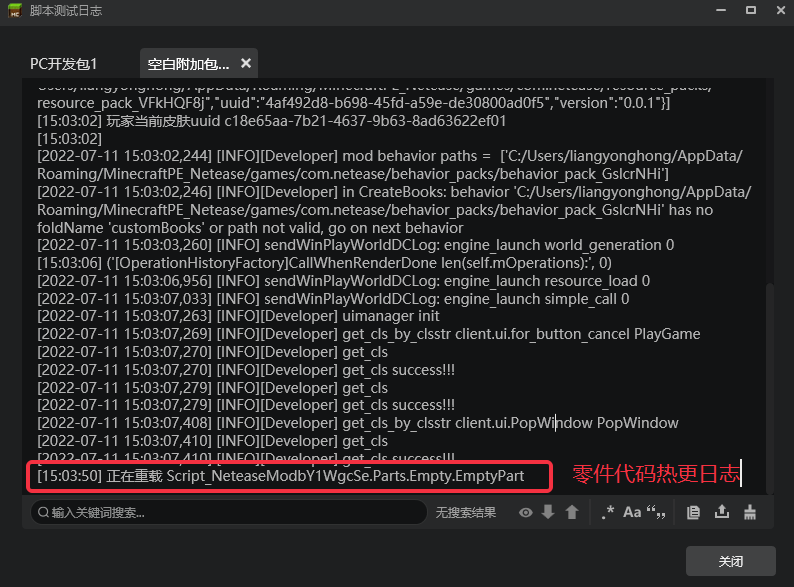 脚本测试日志
PC开发包1
空白附加包...
Users/liangyonghong/AppData/Roaming/MinecraftPE_Netease/games/com.netease/resource_packs/
resource_pack_VFkHQF8j","uuid":"4af492d8-b698-45fd-a59e-de30800ad0f5","version":"0.0.1"}]
[15:03:02] 玩家当前皮肤uuid c18e65aa-7b21-4637-9b63-8ad63622ef01
[15:03:02]
[2022-07-11 15:03:02,244] [INFO][Developer] mod behavior paths =  ['C:/Users/liangyonghong/AppData/
Roaming/MinecraftPE_Netease/games/com.netease/behavior_packs/behavior_pack_GslcrNHi']
[2022-07-11 15:03:02,246] [INFO][Developer] in CreateBooks: behavior 'C:/Users/liangyonghong/AppData/
Roaming/MinecraftPE_Netease/games/com.netease/behavior_packs/behavior_pack_GslcrNHi' has no
foldName 'customBooks' or path not valid, go on next behavior
[2022-07-11 15:03:03,260] [INFO] sendWinPlayWorldDCLog: engine_launch world_generation 0
[15:03:06] ('[OperationHistoryFactory]CallWhenRenderDone len(self.mOperations):', 0)
[2022-07-11 15:03:06,956] [INFO] sendWinPlayWorldDCLog: engine_launch resource_load 0
[2022-07-11 15:03:07,033] [INFO] sendWinPlayWorldDCLog: engine_launch simple_call 0
[2022-07-11 15:03:07,263] [INFO][Developer] uimanager init
[2022-07-11 15:03:07,269] [INFO][Developer] get_cls_by_clsstr client.ui.for_button_cancel PlayGame
[2022-07-11 15:03:07,270] [INFO][Developer] get_cls
[2022-07-11 15:03:07,270] [INFO][Developer] get_cls success!!!
[2022-07-11 15:03:07,279] [INFO][Developer] get_cls
[2022-07-11 15:03:07,279] [INFO][Developer] get_cls success!!!
[2022-07-11 15:03:07,408] [INFO][Developer] get_cls_by_clsstr client.ui.PopWindow PopWindow
[2022-07-11 15:03:07,410] [INFO][Developer] get_cls
[2022-07-11 15:03:07,410] [INFO][Developer] get_cls success!!!
[15:03:50] 正在重载 Script_NeteaseModbY1WgcSe.Parts.Empty.EmptyPart
零件代码热更日志
输入关键词搜索...
无搜索结果
.* Aa “,,
关闭